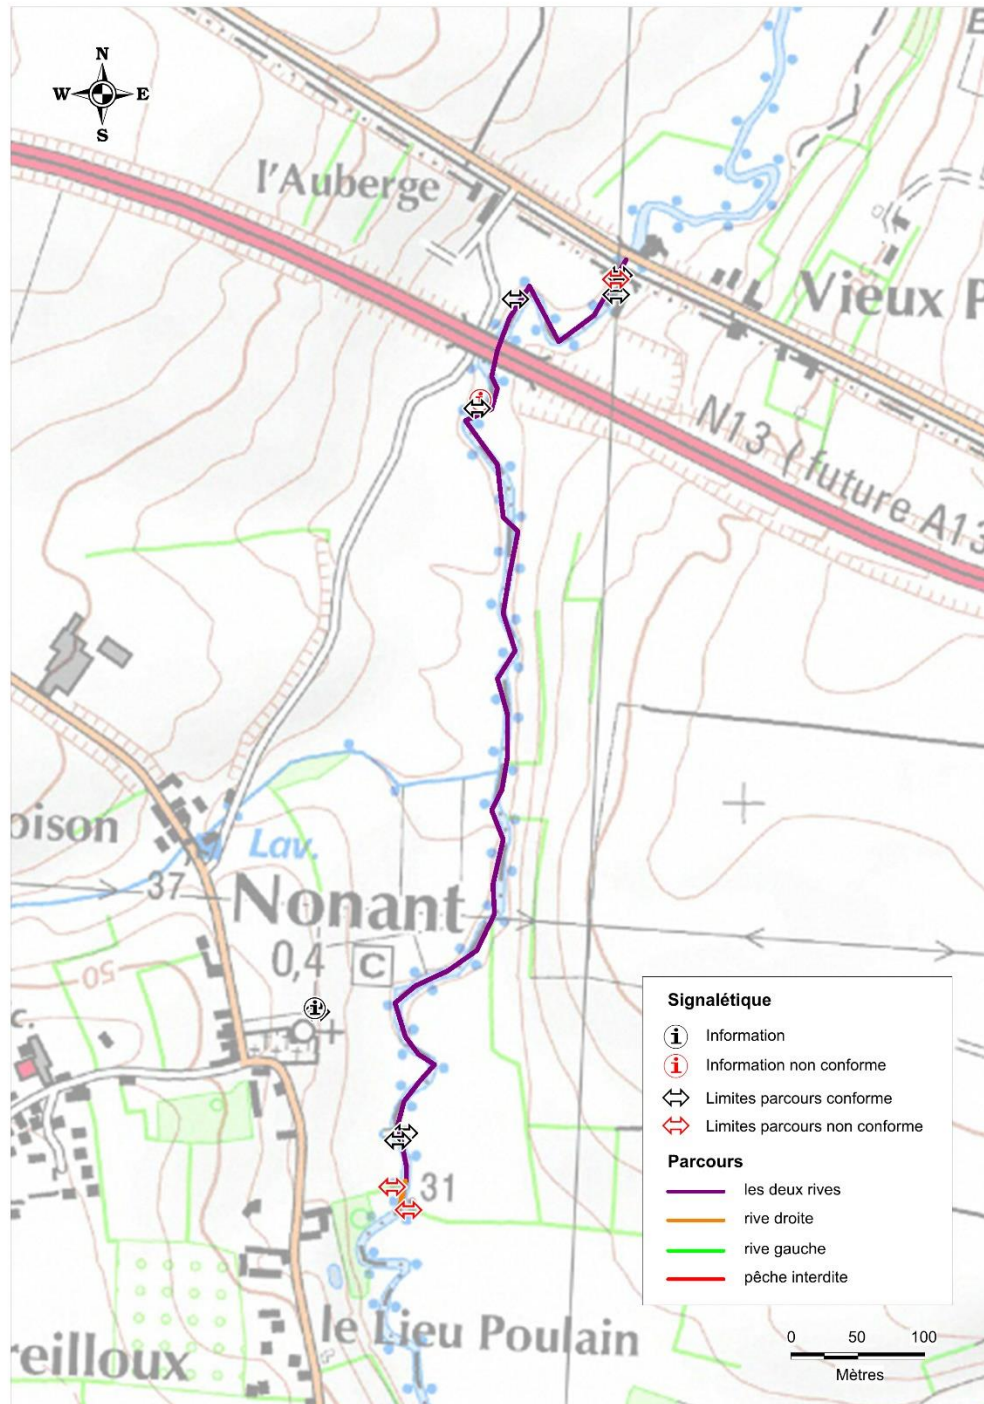 N
W E
S
l'Auberge
Vieux P
N13 (future A13
oison
Lav.
37
Nonant
0,4
C
50
c.
31
le Lieu Poulain
reilloux
Signalétique
Information
Information non conforme
Limites parcours conforme
Limites parcours non conforme
Parcours
les deux rives
rive droite
rive gauche
pêche interdite
0 50 100
Mètres